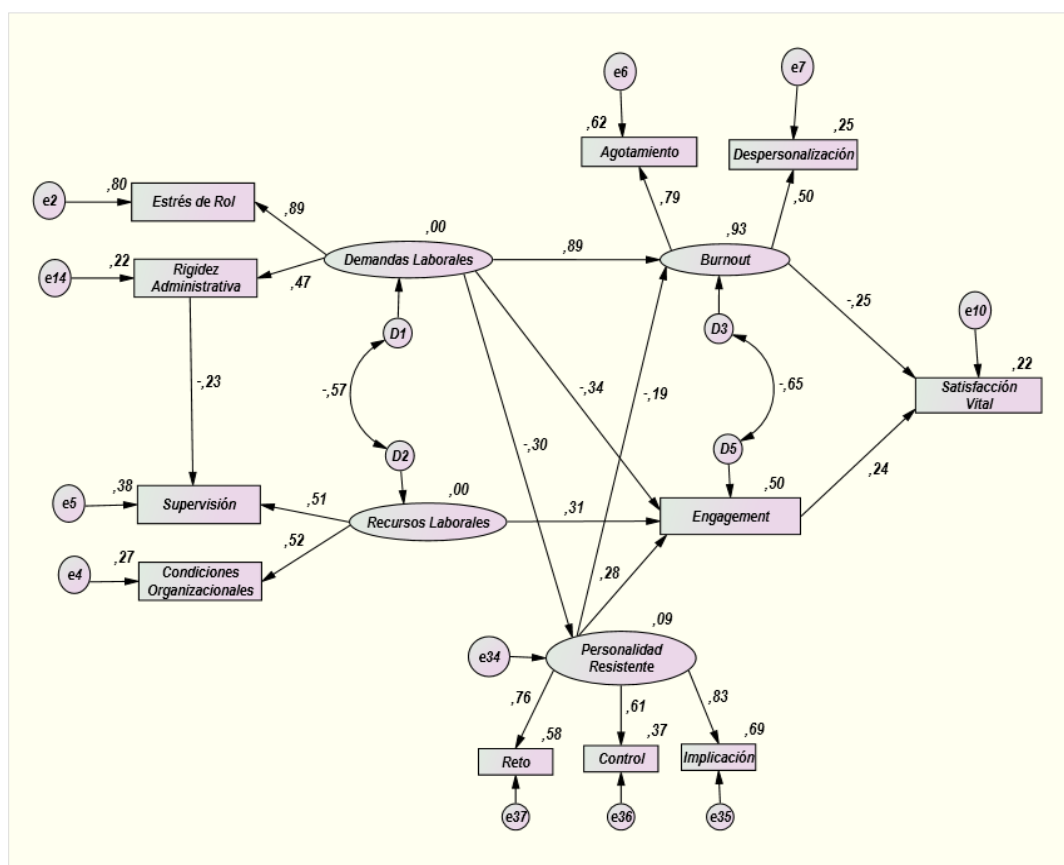 e6
e7
,62
,25
Agotamiento
Despersonalización
e2
,80
Estrés de Rol
,89
,79
,50
,00
,93
e14
,22
Rigidez
Administrativa
,47
Demandas Laborales
,89
Burnout
-,25
e10
D1
D3
,22
Satisfacción
Vital
-,23
-,57
-,34
-,19
-,65
-,30
D2
D5
,24
e5
,38
Supervisión
,51
,00
Recursos Laborales
,31
,50
Engagement
,52
e4
,27
Condiciones
Organizacionales
,28
,09
e34
Personalidad
Resistente
,76
,61
,83
,58
,37
,69
Reto
Control
Implicación
e37
e36
e35